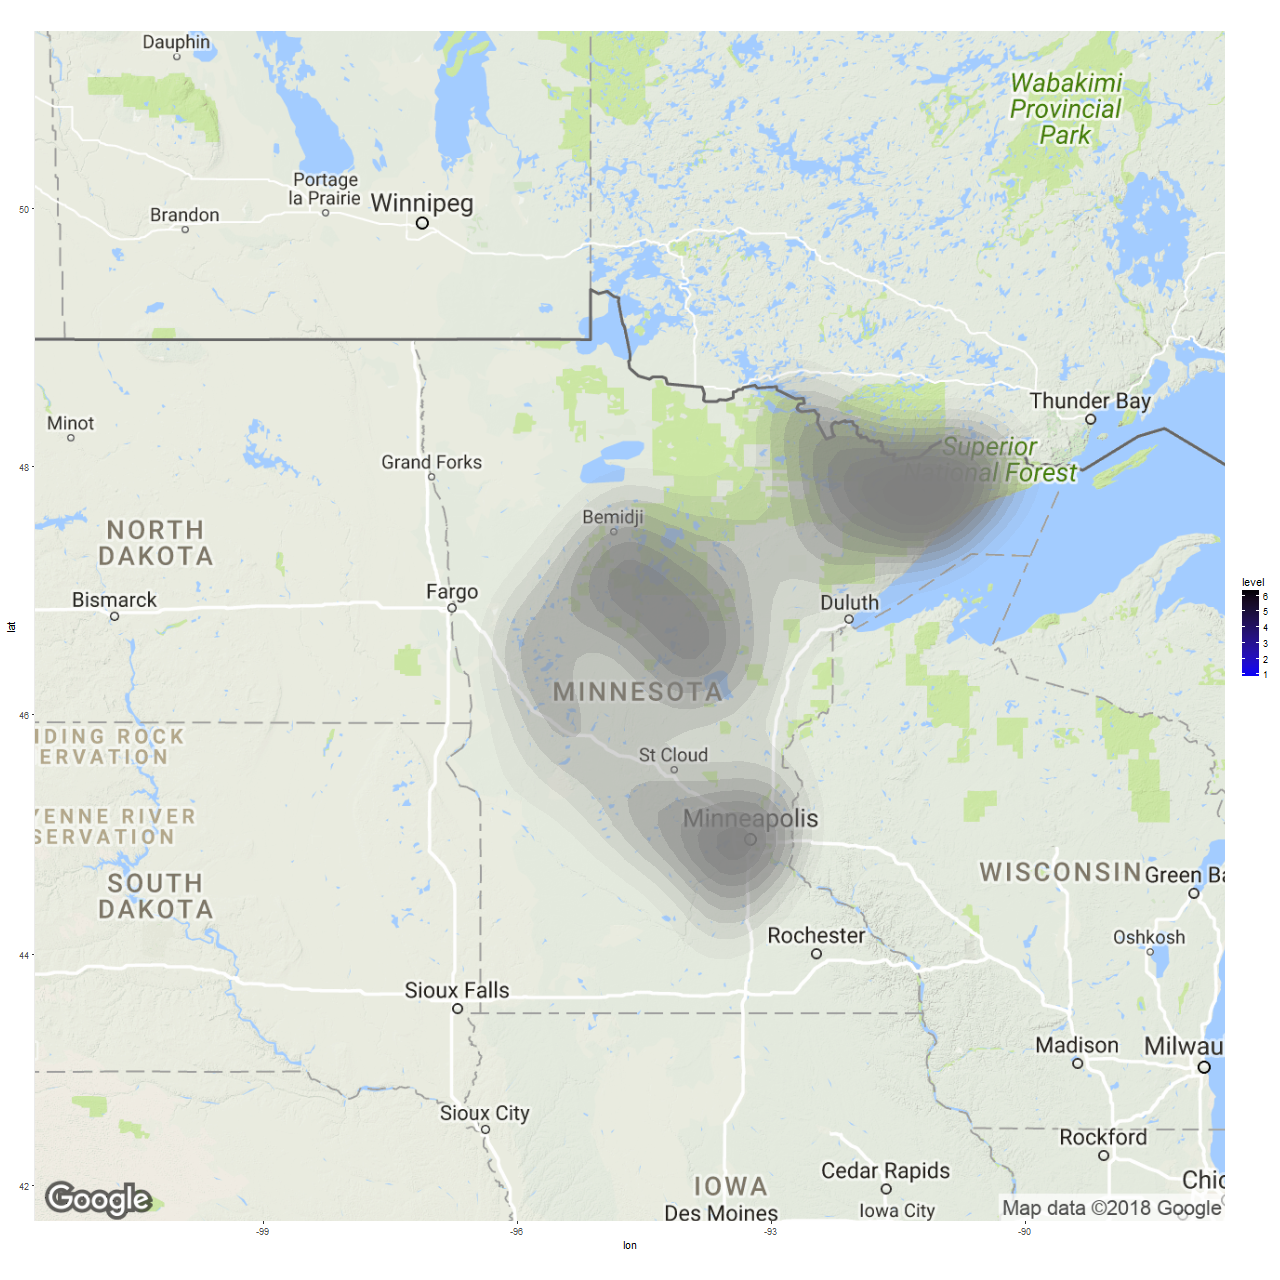 Dauphin
Wabakimi
Provincial
Park
Portage
la Prairie
Winnipeg
Brandon
50
Thunder Bay
Minot
Superior
National Forest
Grand Forks
48
Bemidji
NORTH
DAKOTA
level
6
5
4
3
2
1
Fargo
Bismarck
Duluth
lat
MINNESOTA
46
IDING ROCK
ERVATION
St Cloud
YENNE RIVER
SERVATION
Minneapolis
WISCONSIN
Green Ba
SOUTH
DAKOTA
Rochester
Oshkosh
44
Sioux Falls
Madison
Milwau
Sioux City
Rockford
Cedar Rapids
IOWA
Chic
42
Des Moines
Iowa City
Google
Map data ©2018 Google
-99
-96
-93
-90
lon